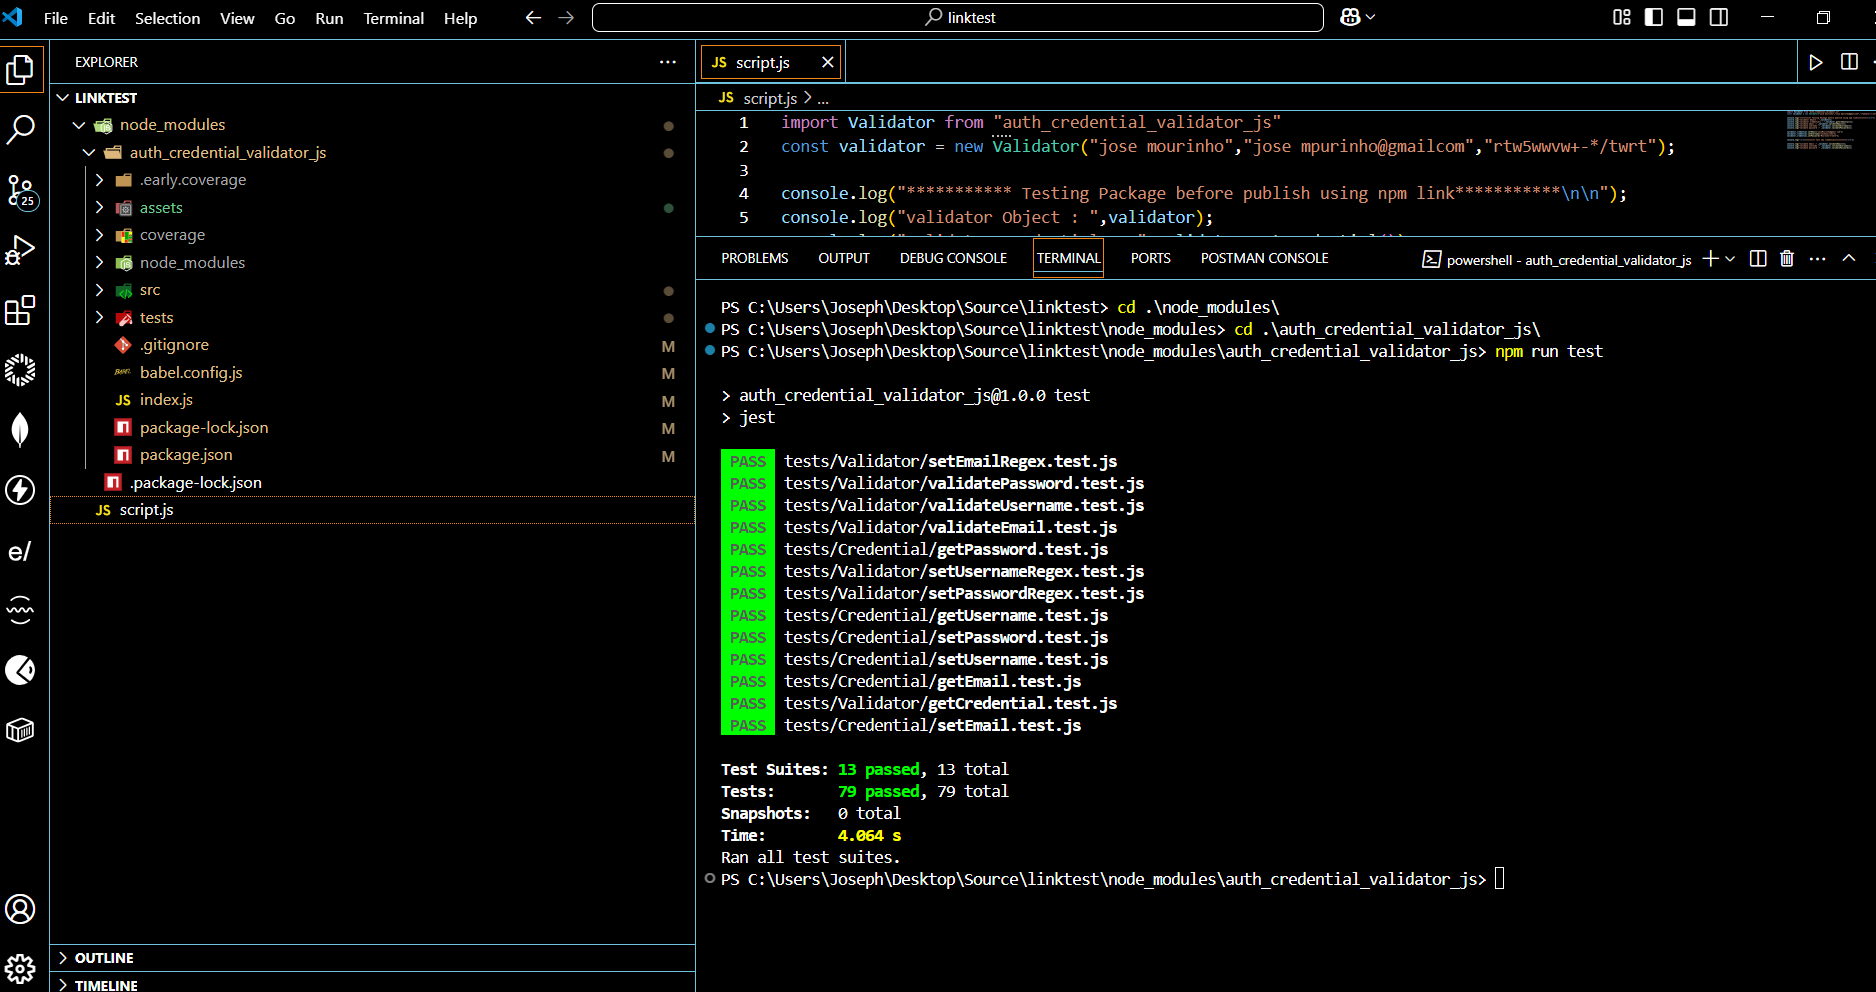 File Edit Selection View Go Run Terminal Help
linktest
EXPLORER
LINKTEST
node_modules
auth_credential_validator_js
.early.coverage
assets
coverage
node_modules
src
tests
.gitignore M
babel.config.js M
index.js M
package-lock.json M
package.json M
.package-lock.json
JS script.js
25
e/
OUTLINE
TIMELINE
JS script.js
JS script.js > ...
1 import Validator from "auth_credential_validator_js"
2 const validator = new Validator("jose mourinho","jose mpurinho@gmailcom","rtw5wwvw+-*/twrt");
3
4 console.log("*********** Testing Package before publish using npm link***********\n\n");
5 console.log("validator Object : ",validator);
PROBLEMS OUTPUT DEBUG CONSOLE TERMINAL PORTS POSTMAN CONSOLE
powershell - auth_credential_validator_js
PS C:\Users\Joseph\Desktop\Source\linktest> cd .\node_modules\
PS C:\Users\Joseph\Desktop\Source\linktest\node_modules> cd .\auth_credential_validator_js\
PS C:\Users\Joseph\Desktop\Source\linktest\node_modules\auth_credential_validator_js> npm run test
> auth_credential_validator_js@1.0.0 test
> jest
PASS tests/Validator/setEmailRegex.test.js
PASS tests/Validator/validatePassword.test.js
PASS tests/Validator/validateUsername.test.js
PASS tests/Validator/validateEmail.test.js
PASS tests/Credential/getPassword.test.js
PASS tests/Validator/setUsernameRegex.test.js
PASS tests/Validator/setPasswordRegex.test.js
PASS tests/Credential/getUsername.test.js
PASS tests/Credential/setPassword.test.js
PASS tests/Credential/setUsername.test.js
PASS tests/Credential/getEmail.test.js
PASS tests/Validator/getCredential.test.js
PASS tests/Credential/setEmail.test.js
Test Suites: 13 passed, 13 total
Tests: 79 passed, 79 total
Snapshots: 0 total
Time: 4.064 s
Ran all test suites.
PS C:\Users\Joseph\Desktop\Source\linktest\node_modules\auth_credential_validator_js>